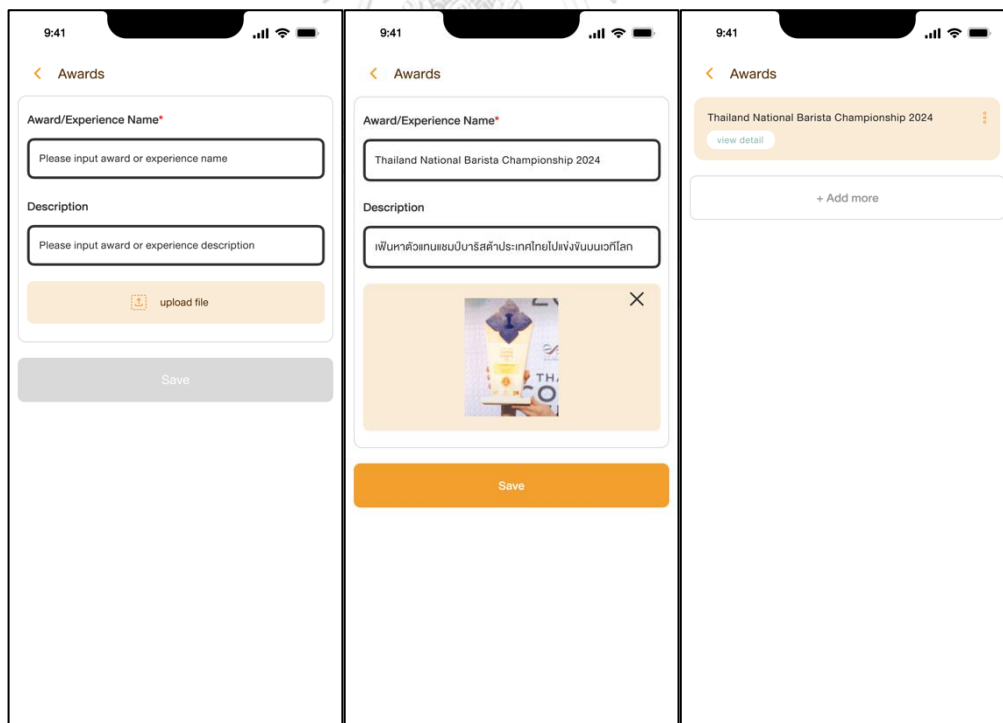 9:41
Awards
Award/Experience Name*
Please input award or experience name
Description
Please input award or experience description
upload file
Save
9:41
Awards
Award/Experience Name*
Thailand National Barista Championship 2024
Description
เฟ้นหาตัวแทนแชมป์บาริสต้าประเทศไทยไปแข่งขันบนเวทีโลก
TH
CO
Save
9:41
Awards
Thailand National Barista Championship 2024
view detail
+ Add more